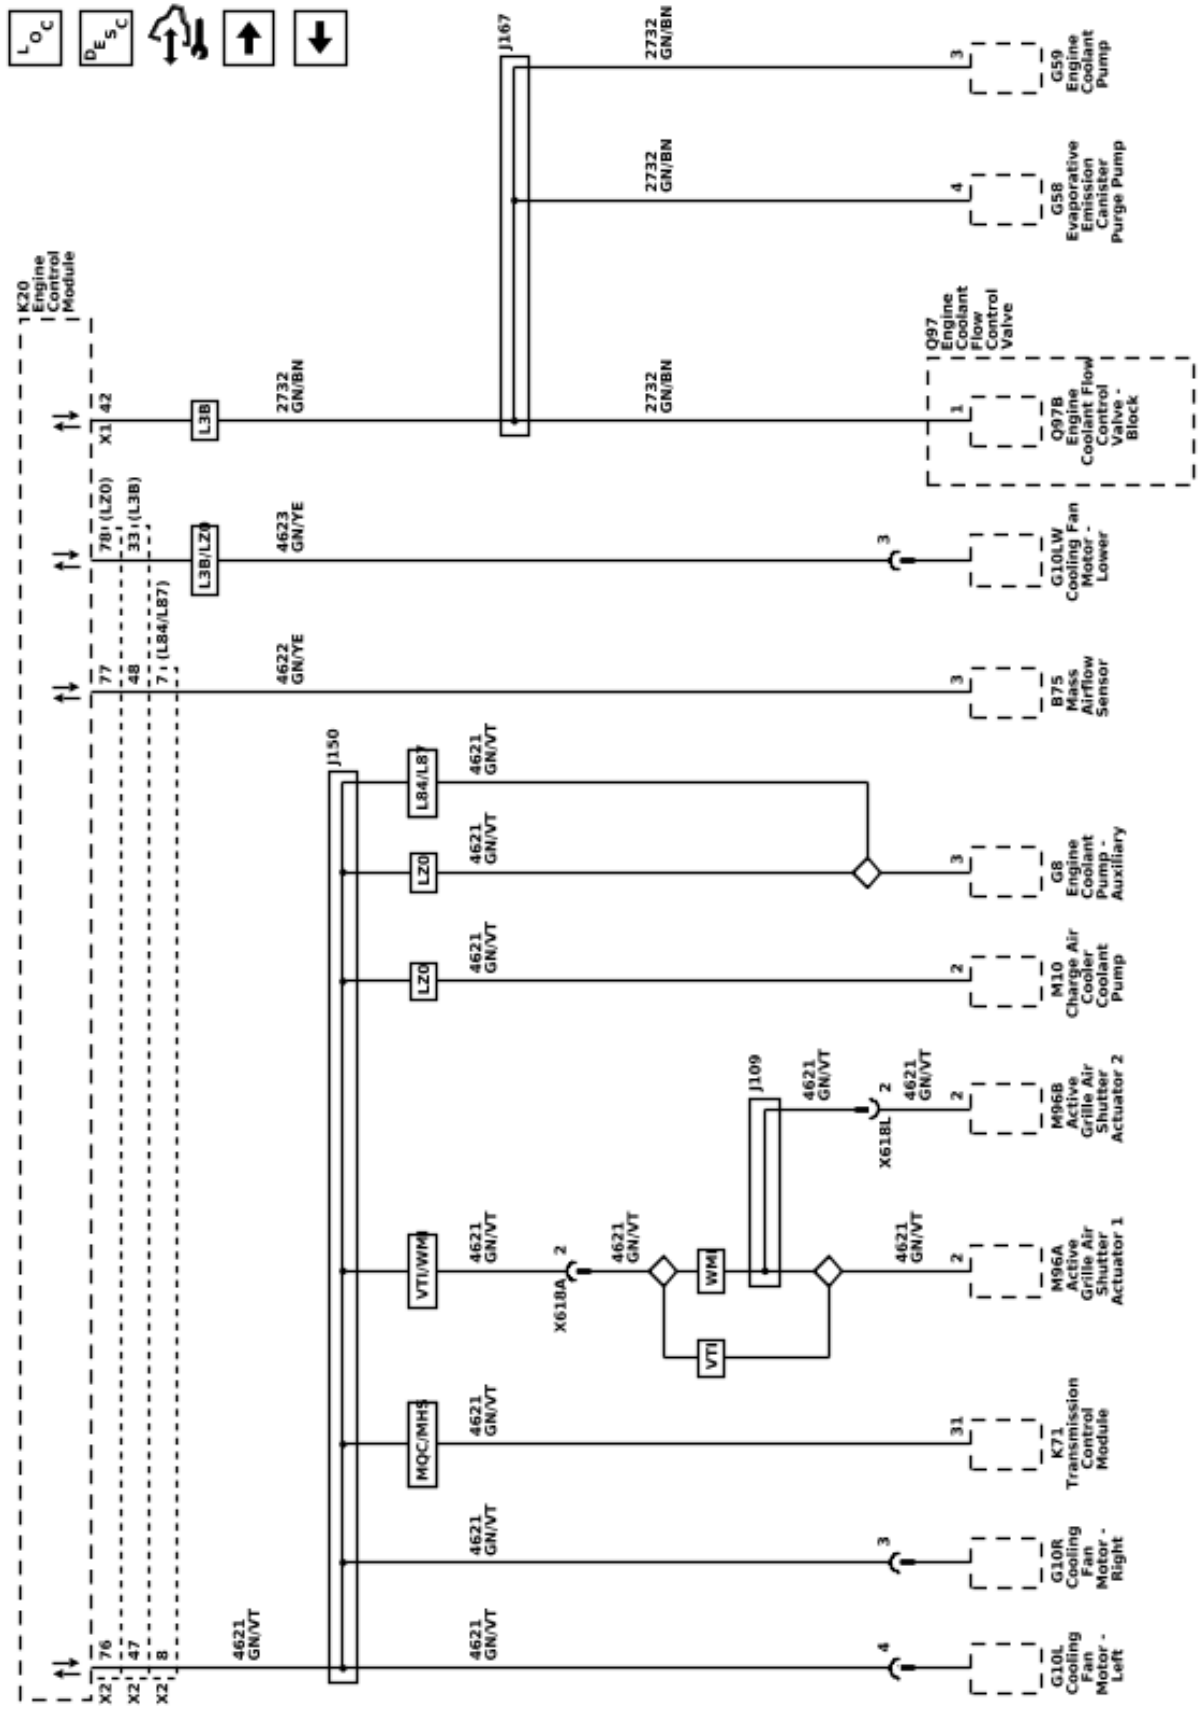 LOC
DESC
K20
Engine
Control
Module
X2 76
77
78 (LZ0)
X1 42
X2 47
48
33 (L3B)
X2 8
7 (L84/L87)
L3B/LZ0
L3B
4621
GN/VT
4622
GN/YE
4623
GN/YE
2732
GN/BN
J150
MQC/MHS
VTI/WMI
LZ0
LZ0
L84/L87
4621
GN/VT
4621
GN/VT
4621
GN/VT
4621
GN/VT
4621
GN/VT
4621
GN/VT
4621
GN/VT
J167
X618A 2
4621
GN/VT
2732
GN/BN
2732
GN/BN
2732
GN/BN
VTI
WMI
J109
4621
GN/VT
X618L 2
4621
GN/VT
4621
GN/VT
4
3
3
Q97
Engine
Coolant
Flow
Control
Valve
31
2
2
2
3
3
1
4
3
G10L
Cooling
Fan
Motor -
Left
G10R
Cooling
Fan
Motor -
Right
K71
Transmission
Control
Module
M96A
Active
Grille Air
Shutter
Actuator 1
M96B
Active
Grille Air
Shutter
Actuator 2
M10
Charge Air
Cooler
Coolant
Pump
G8
Engine
Coolant
Pump -
Auxiliary
B75
Mass
Airflow
Sensor
G10LW
Cooling Fan
Motor -
Lower
Q97B
Engine
Coolant Flow
Control
Valve -
Block
G58
Evaporative
Emission
Canister
Purge Pump
G59
Engine
Coolant
Pump